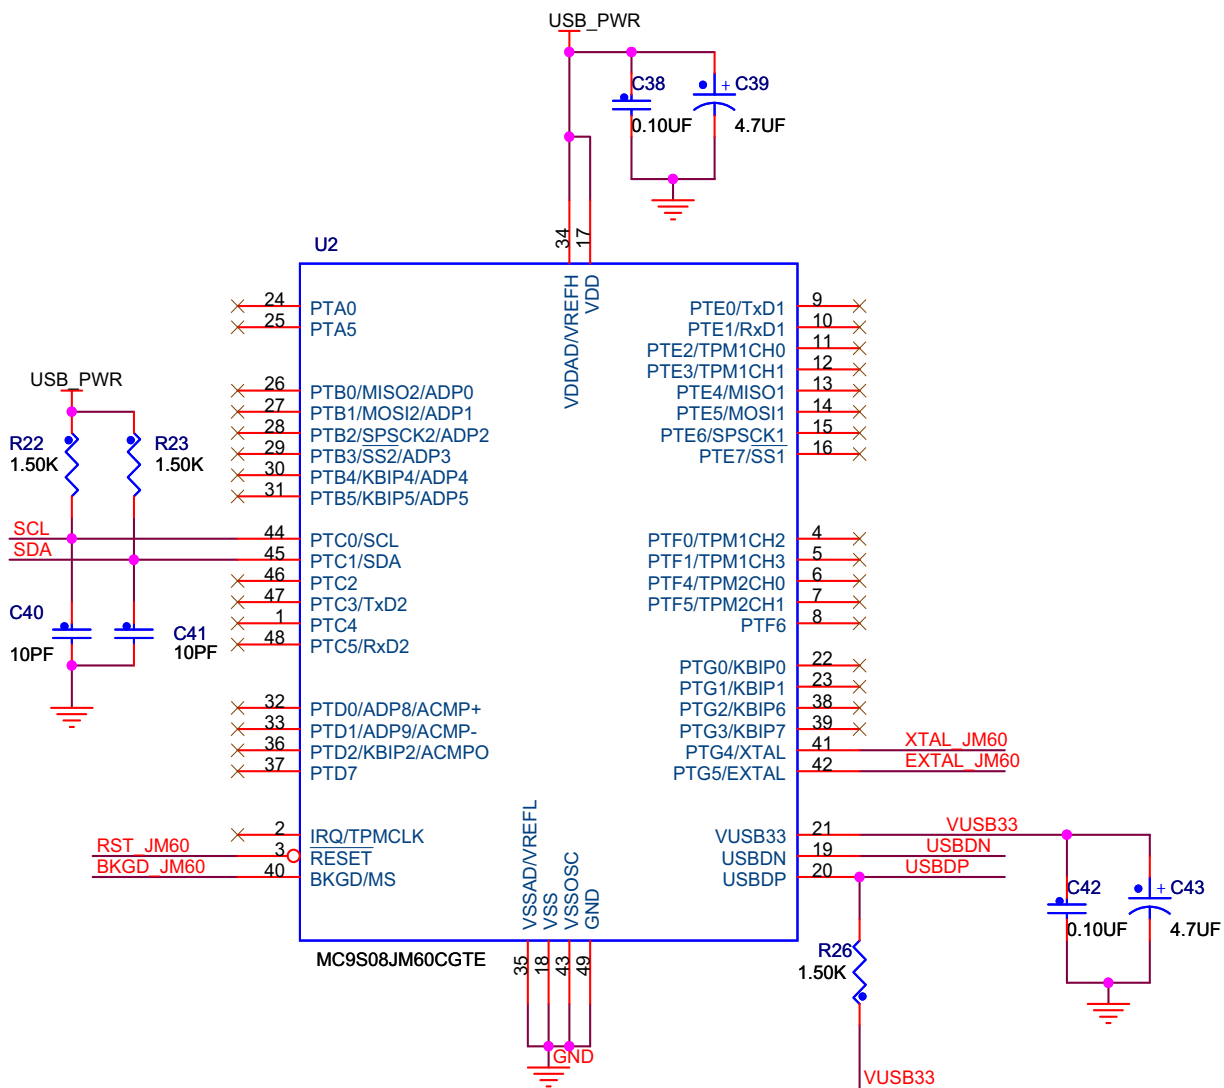 USB_PWR
C38
0.10UF
+ C39
4.7UF
U2
34
17
VDDAD/VREFH
VDD
24 PTA0
25 PTA5
USB_PWR
R22
1.50K
R23
1.50K
26 PTB0/MISO2/ADP0
27 PTB1/MOSI2/ADP1
28 PTB2/SPSCK2/ADP2
29 PTB3/SS2/ADP3
30 PTB4/KBIP4/ADP4
31 PTB5/KBIP5/ADP5
SCL 44 PTC0/SCL
SDA 45 PTC1/SDA
46 PTC2
47 PTC3/TxD2
1 PTC4
48 PTC5/RxD2
C40
10PF
C41
10PF
32 PTD0/ADP8/ACMP+
33 PTD1/ADP9/ACMP-
36 PTD2/KBIP2/ACMPO
37 PTD7
2 IRQ/TPMCLK
RST_JM60 3 RESET
BKGD_JM60 40 BKGD/MS
PTE0/TxD1 9
PTE1/RxD1 10
PTE2/TPM1CH0 11
PTE3/TPM1CH1 12
PTE4/MISO1 13
PTE5/MOSI1 14
PTE6/SPSCK1 15
PTE7/SS1 16
PTF0/TPM1CH2 4
PTF1/TPM1CH3 5
PTF4/TPM2CH0 6
PTF5/TPM2CH1 7
PTF6 8
PTG0/KBIP0 22
PTG1/KBIP1 23
PTG2/KBIP6 38
PTG3/KBIP7 39
PTG4/XTAL 41 XTAL_JM60
PTG5/EXTAL 42 EXTAL_JM60
VUSB33 21 VUSB33
USBDN 19 USBDN
USBDP 20 USBDP
C42
0.10UF
+ C43
4.7UF
R26
1.50K
VUSB33
VSSAD/VREFL
VSS
VSSOSC
GND
35
18
43
49
MC9S08JM60CGTE
GND